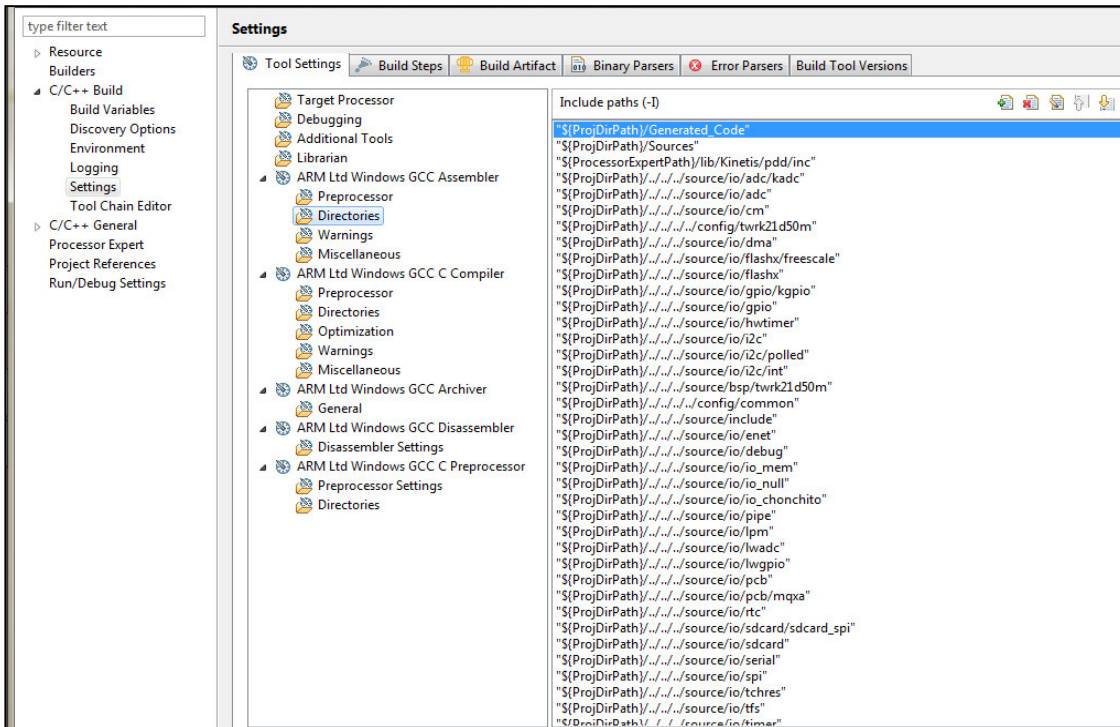 type filter text
Resource
Builders
C/C++ Build
Build Variables
Discovery Options
Environment
Logging
Settings
Tool Chain Editor
C/C++ General
Processor Expert
Project References
Run/Debug Settings
Settings
Tool Settings
Build Steps
Build Artifact
Binary Parsers
Error Parsers
Build Tool Versions
Target Processor
Debugging
Additional Tools
Librarian
ARM Ltd Windows GCC Assembler
Preprocessor
Directories
Warnings
Miscellaneous
ARM Ltd Windows GCC C Compiler
Preprocessor
Directories
Optimization
Warnings
Miscellaneous
ARM Ltd Windows GCC Archiver
General
ARM Ltd Windows GCC Disassembler
Disassembler Settings
ARM Ltd Windows GCC C Preprocessor
Preprocessor Settings
Directories
Include paths (-I)
"${ProjDirPath}/Generated_Code"
"${ProjDirPath}/Sources"
"${ProcessorExpertPath}/lib/Kinetis/pdd/inc"
"${ProjDirPath}/../../../source/io/adc/kadc"
"${ProjDirPath}/../../../source/io/adc"
"${ProjDirPath}/../../../source/io/cm"
"${ProjDirPath}/../../../../config/twrk21d50m"
"${ProjDirPath}/../../../source/io/dma"
"${ProjDirPath}/../../../source/io/flashx/freescale"
"${ProjDirPath}/../../../source/io/flashx"
"${ProjDirPath}/../../../source/io/gpio/kgpio"
"${ProjDirPath}/../../../source/io/gpio"
"${ProjDirPath}/../../../source/io/hwtimer"
"${ProjDirPath}/../../../source/io/i2c"
"${ProjDirPath}/../../../source/io/i2c/polled"
"${ProjDirPath}/../../../source/io/i2c/int"
"${ProjDirPath}/../../../source/bsp/twrk21d50m"
"${ProjDirPath}/../../../../config/common"
"${ProjDirPath}/../../../source/include"
"${ProjDirPath}/../../../source/io/enet"
"${ProjDirPath}/../../../source/io/debug"
"${ProjDirPath}/../../../source/io/io_mem"
"${ProjDirPath}/../../../source/io/io_null"
"${ProjDirPath}/../../../source/io/io_chonchito"
"${ProjDirPath}/../../../source/io/pipe"
"${ProjDirPath}/../../../source/io/lpm"
"${ProjDirPath}/../../../source/io/lwadc"
"${ProjDirPath}/../../../source/io/lwgpio"
"${ProjDirPath}/../../../source/io/pcb"
"${ProjDirPath}/../../../source/io/pcb/mqxa"
"${ProjDirPath}/../../../source/io/rtc"
"${ProjDirPath}/../../../source/io/sdcard/sdcard_spi"
"${ProjDirPath}/../../../source/io/sdcard"
"${ProjDirPath}/../../../source/io/serial"
"${ProjDirPath}/../../../source/io/spi"
"${ProjDirPath}/../../../source/io/tchres"
"${ProjDirPath}/../../../source/io/tfs"
"${ProjDirPath}/../../../source/io/timer"